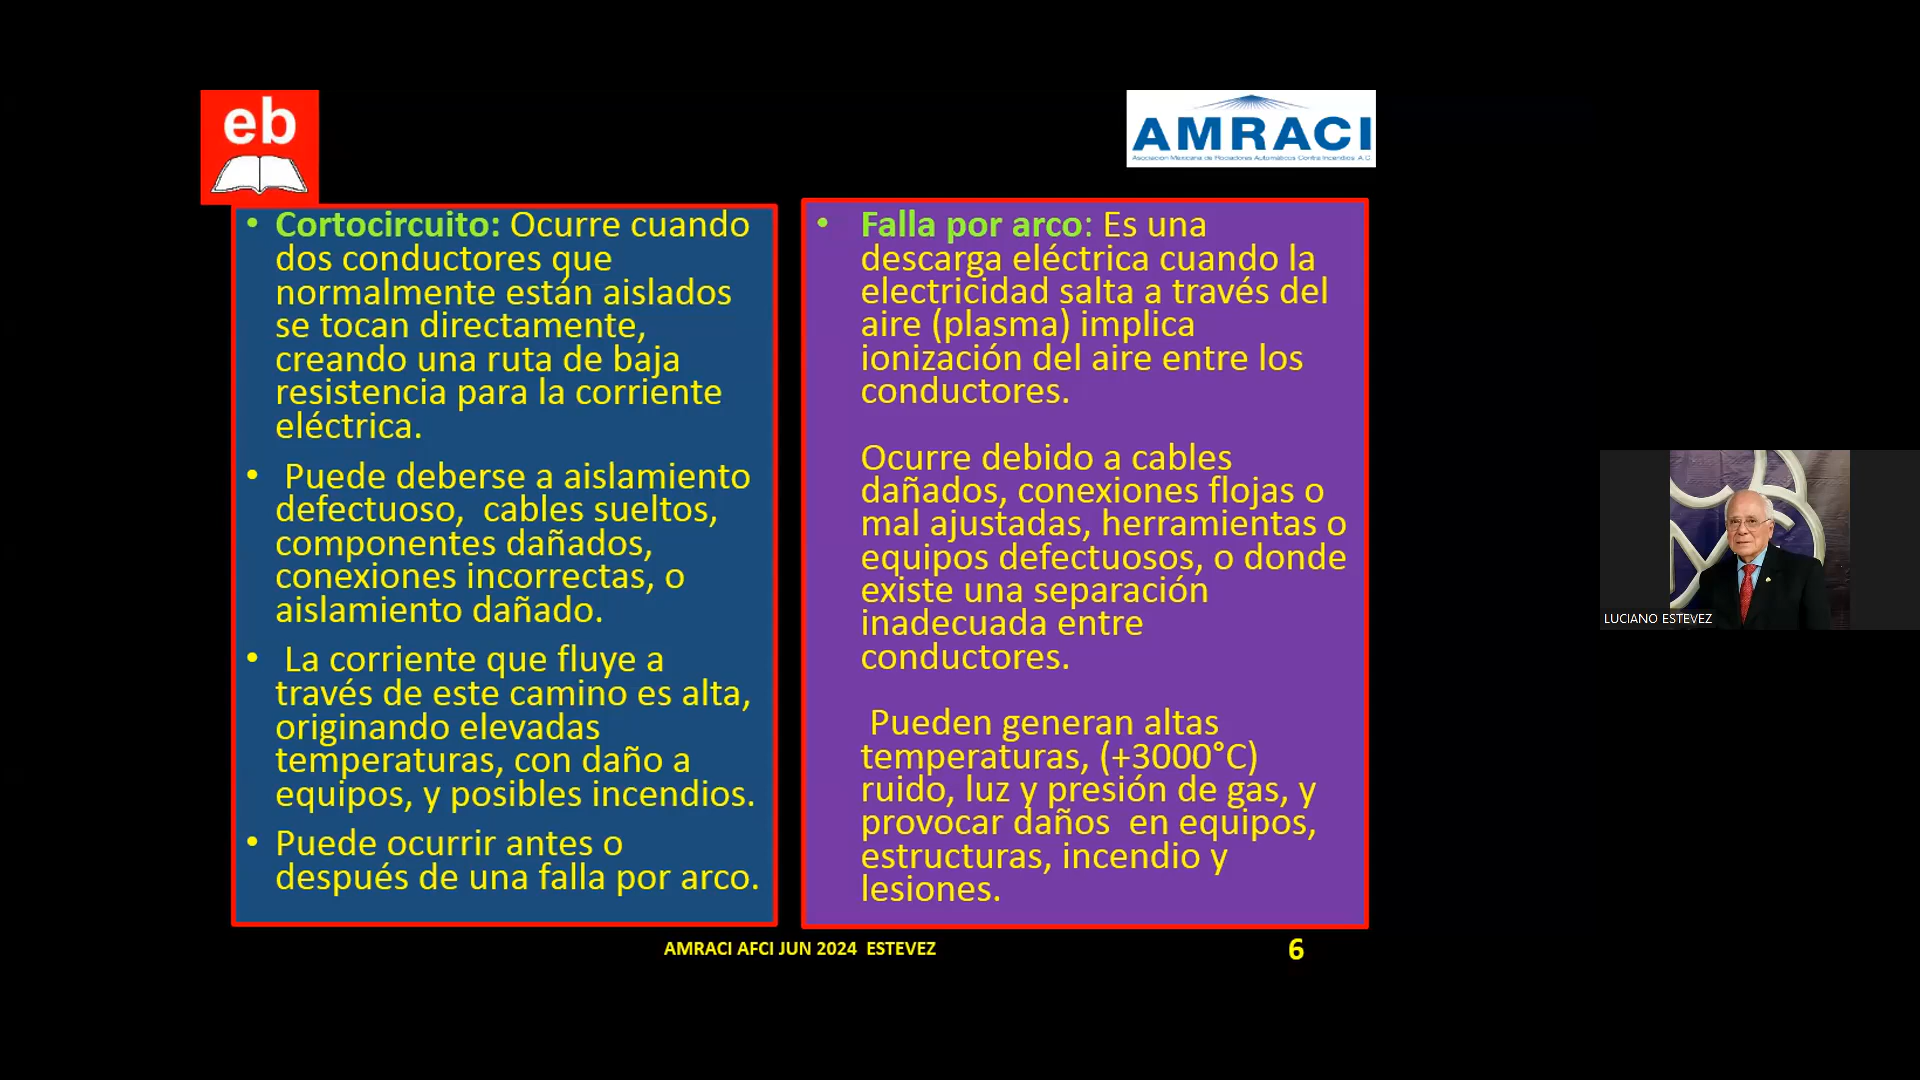 eb
AMRACI
Asociación Mexicana de Rociadores Automáticos Contra Incendios A.C.
• Cortocircuito: Ocurre cuando
dos conductores que
normalmente están aislados
se tocan directamente,
creando una ruta de baja
resistencia para la corriente
eléctrica.
• Puede deberse a aislamiento
defectuoso, cables sueltos,
componentes dañados,
conexiones incorrectas, o
aislamiento dañado.
• La corriente que fluye a
través de este camino es alta,
originando elevadas
temperaturas, con daño a
equipos, y posibles incendios.
• Puede ocurrir antes o
después de una falla por arco.
• Falla por arco: Es una
descarga eléctrica cuando la
electricidad salta a través del
aire (plasma) implica
ionización del aire entre los
conductores.
Ocurre debido a cables
dañados, conexiones flojas o
mal ajustadas, herramientas o
equipos defectuosos, o donde
existe una separación
inadecuada entre
conductores.
Pueden generan altas
temperaturas, (+3000°C)
ruido, luz y presión de gas, y
provocar daños en equipos,
estructuras, incendio y
lesiones.
AMRACI AFCI JUN 2024 ESTEVEZ
6
LUCIANO ESTEVEZ